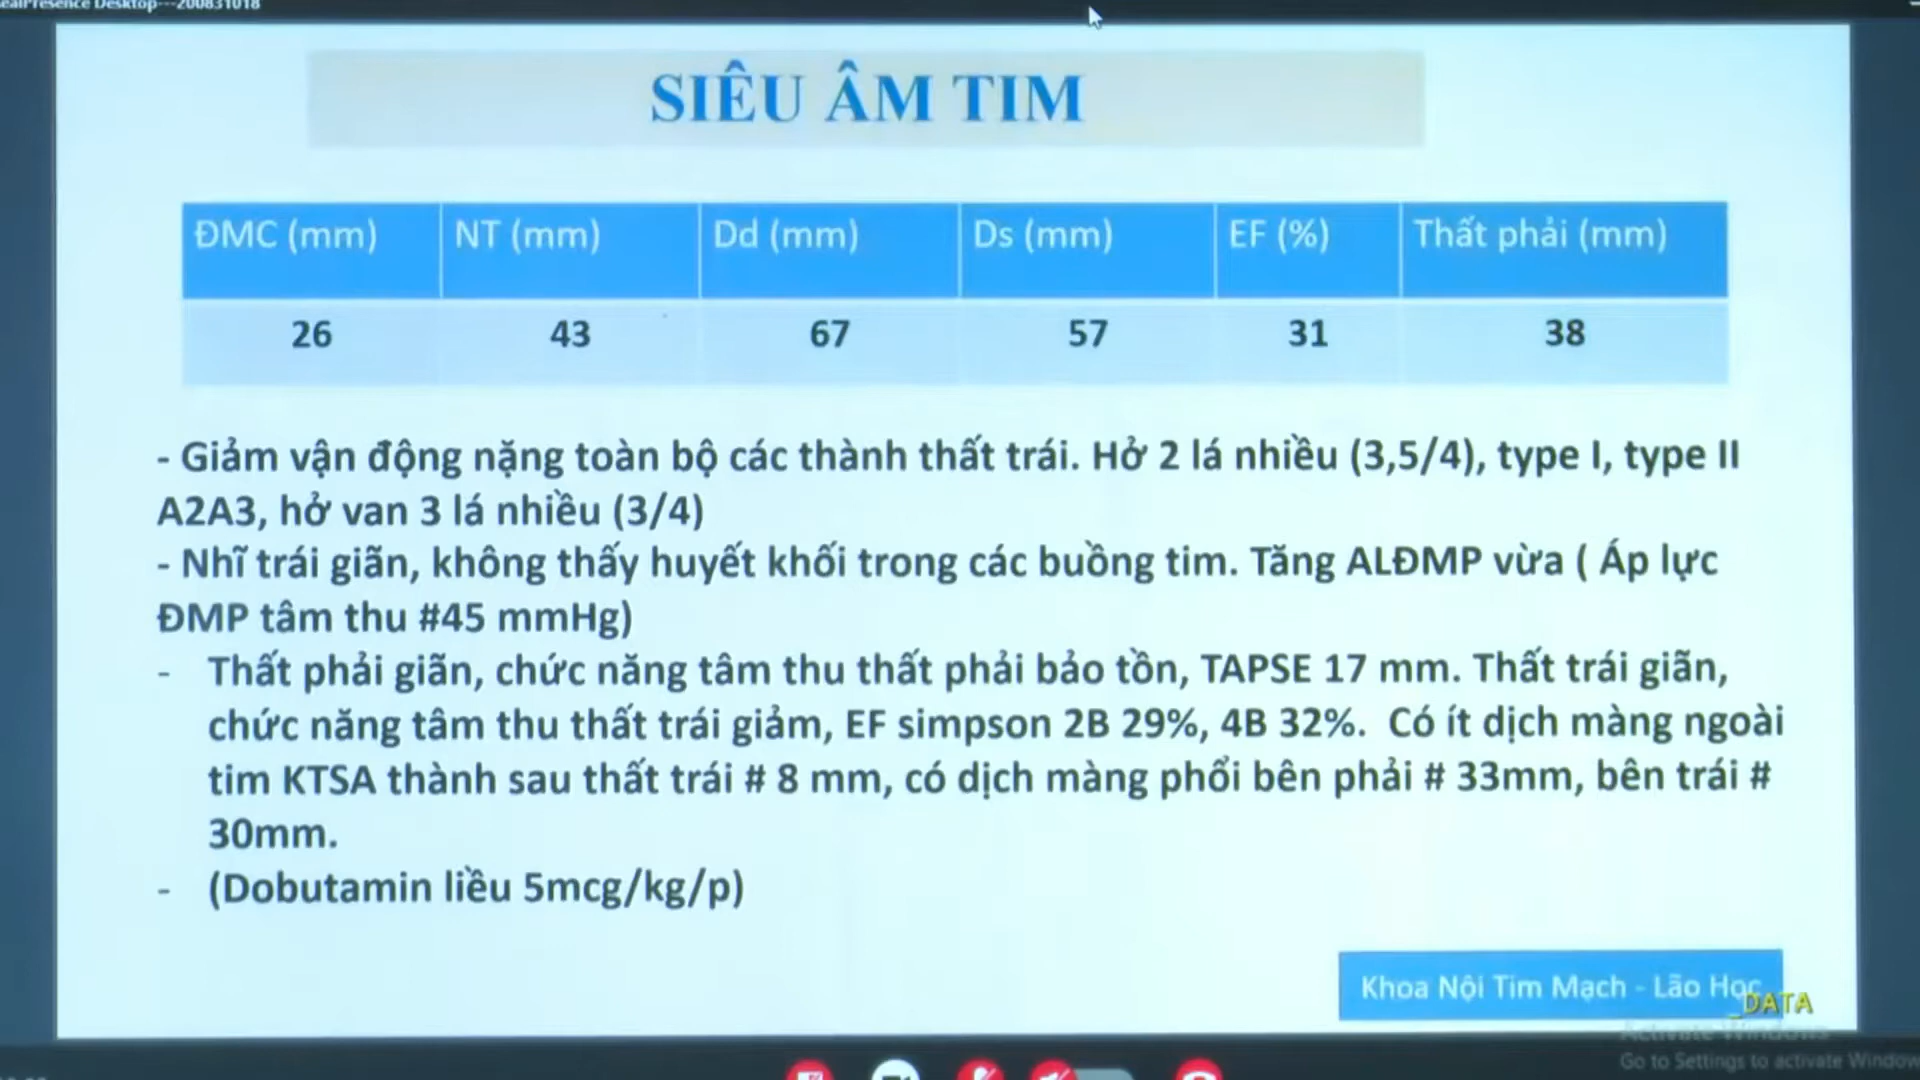 RealPresence Desktop---200831018
SIÊU ÂM TIM
ĐMC (mm) NT (mm) Dd (mm) Ds (mm) EF (%) Thất phải (mm)
26 43 67 57 31 38
- Giảm vận động nặng toàn bộ các thành thất trái. Hở 2 lá nhiều (3,5/4), type I, type II
A2A3, hở van 3 lá nhiều (3/4)
- Nhĩ trái giãn, không thấy huyết khối trong các buồng tim. Tăng ALĐMP vừa ( Áp lực
ĐMP tâm thu #45 mmHg)
- Thất phải giãn, chức năng tâm thu thất phải bảo tồn, TAPSE 17 mm. Thất trái giãn,
chức năng tâm thu thất trái giảm, EF simpson 2B 29%, 4B 32%. Có ít dịch màng ngoài
tim KTSA thành sau thất trái # 8 mm, có dịch màng phổi bên phải # 33mm, bên trái #
30mm.
- (Dobutamin liều 5mcg/kg/p)
Khoa Nội Tim Mạch - Lão Học
_DATA
Activate Windows
Go to Settings to activate Window